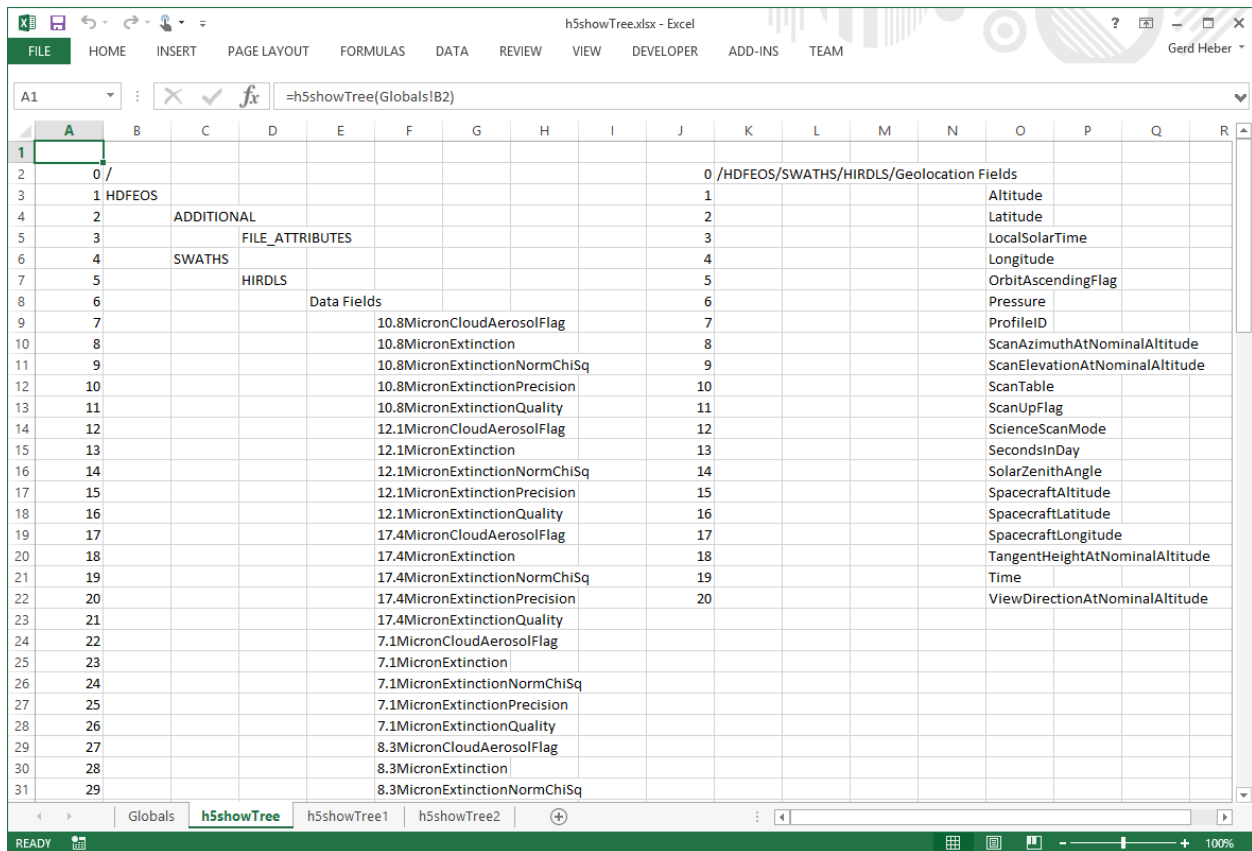 h5showTree.xlsx - Excel
FILE HOME INSERT PAGE LAYOUT FORMULAS DATA REVIEW VIEW DEVELOPER ADD-INS TEAM Gerd Heber
A1 fx =h5showTree(Globals!B2)
A B C D E F G H I J K L M N O P Q R
1
2 0 / 0 /HDFEOS/SWATHS/HIRDLS/Geolocation Fields
3 1 HDFEOS 1 Altitude
4 2 ADDITIONAL 2 Latitude
5 3 FILE_ATTRIBUTES 3 LocalSolarTime
6 4 SWATHS 4 Longitude
7 5 HIRDLS 5 OrbitAscendingFlag
8 6 Data Fields 6 Pressure
9 7 10.8MicronCloudAerosolFlag 7 ProfileID
10 8 10.8MicronExtinction 8 ScanAzimuthAtNominalAltitude
11 9 10.8MicronExtinctionNormChiSq 9 ScanElevationAtNominalAltitude
12 10 10.8MicronExtinctionPrecision 10 ScanTable
13 11 10.8MicronExtinctionQuality 11 ScanUpFlag
14 12 12.1MicronCloudAerosolFlag 12 ScienceScanMode
15 13 12.1MicronExtinction 13 SecondsInDay
16 14 12.1MicronExtinctionNormChiSq 14 SolarZenithAngle
17 15 12.1MicronExtinctionPrecision 15 SpacecraftAltitude
18 16 12.1MicronExtinctionQuality 16 SpacecraftLatitude
19 17 17.4MicronCloudAerosolFlag 17 SpacecraftLongitude
20 18 17.4MicronExtinction 18 TangentHeightAtNominalAltitude
21 19 17.4MicronExtinctionNormChiSq 19 Time
22 20 17.4MicronExtinctionPrecision 20 ViewDirectionAtNominalAltitude
23 21 17.4MicronExtinctionQuality
24 22 7.1MicronCloudAerosolFlag
25 23 7.1MicronExtinction
26 24 7.1MicronExtinctionNormChiSq
27 25 7.1MicronExtinctionPrecision
28 26 7.1MicronExtinctionQuality
29 27 8.3MicronCloudAerosolFlag
30 28 8.3MicronExtinction
31 29 8.3MicronExtinctionNormChiSq
Globals h5showTree h5showTree1 h5showTree2
READY 100%